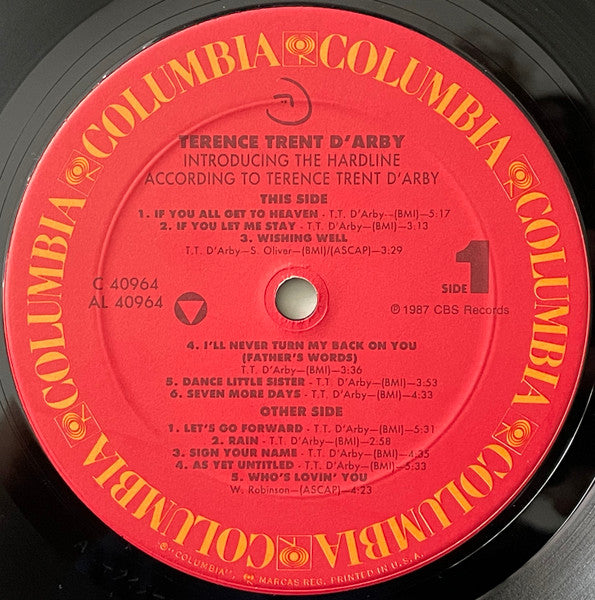 COLUMBIA COLUMBIA COLUMBIA COLUMBIA COLUMBIA COLUMBIA
TERENCE TRENT D'ARBY
INTRODUCING THE HARDLINE
ACCORDING TO TERENCE TRENT D'ARBY
THIS SIDE
1. IF YOU ALL GET TO HEAVEN - T.T. D'Arby-(BMI)-5:17
2. IF YOU LET ME STAY - T.T. D'Arby-(BMI)-3:13
3. WISHING WELL
T.T. D'Arby-S. Oliver-(BMI)/(ASCAP)-3:29
C 40964
AL 40964
SIDE 1
℗ 1987 CBS Records
4. I'LL NEVER TURN MY BACK ON YOU
(FATHER'S WORDS)
T.T. D'Arby-(BMI)-3:36
5. DANCE LITTLE SISTER - T.T. D'Arby-(BMI)-3:53
6. SEVEN MORE DAYS - T.T. D'Arby-(BMI)-4:33
OTHER SIDE
1. LET'S GO FORWARD - T.T. D'Arby-(BMI)-5:31
2. RAIN - T.T. D'Arby-(BMI)-2:58
3. SIGN YOUR NAME - T.T. D'Arby-(BMI)-4:35
4. AS YET UNTITLED - T.T. D'Arby-(BMI)-5:33
5. WHO'S LOVIN' YOU
W. Robinson-(ASCAP)-4:23
"COLUMBIA", MARCAS REG. PRINTED IN U.S.A.